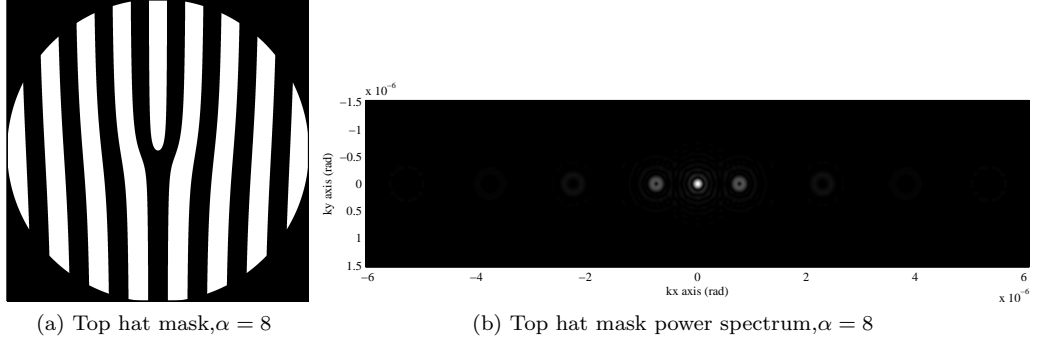 x 10⁻⁶
−1.5
−1
−0.5
0
0.5
1
1.5
ky axis (rad)
−6 −4 −2 0 2 4 6
kx axis (rad)
x 10⁻⁶
(a) Top hat mask,α = 8
(b) Top hat mask power spectrum,α = 8